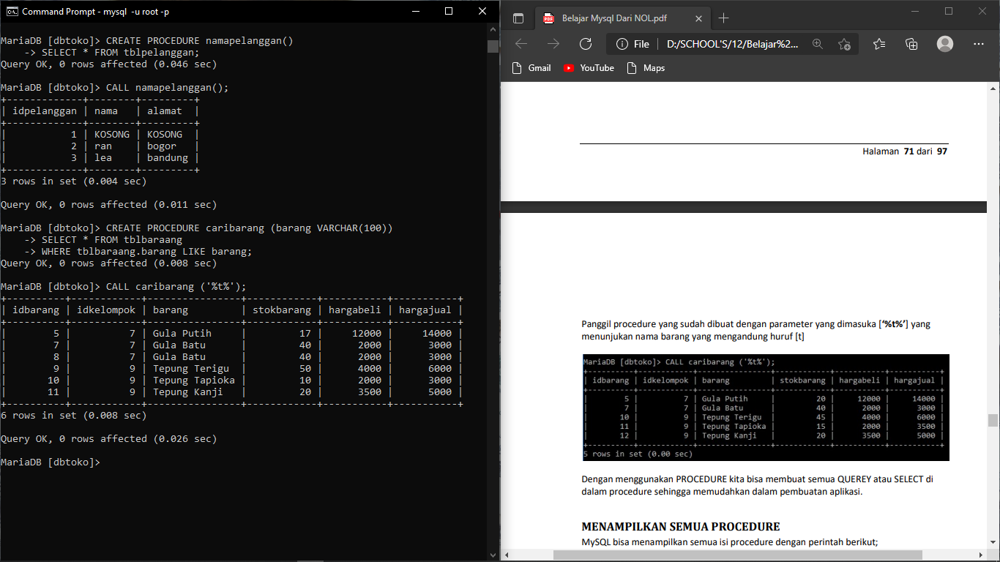 Command Prompt - mysql -u root -p
MariaDB [dbtoko]> CREATE PROCEDURE namapelanggan()
    -> SELECT * FROM tblpelanggan;
Query OK, 0 rows affected (0.046 sec)
MariaDB [dbtoko]> CALL namapelanggan();
+-------------+--------+---------+
| idpelanggan | nama   | alamat  |
+-------------+--------+---------+
|           1 | KOSONG | KOSONG  |
|           2 | ran    | bogor   |
|           3 | lea    | bandung |
+-------------+--------+---------+
3 rows in set (0.004 sec)
Query OK, 0 rows affected (0.011 sec)
MariaDB [dbtoko]> CREATE PROCEDURE caribarang (barang VARCHAR(100))
    -> SELECT * FROM tblbaraang
    -> WHERE tblbaraang.barang LIKE barang;
Query OK, 0 rows affected (0.008 sec)
MariaDB [dbtoko]> CALL caribarang ('%t%');
+----------+------------+----------------+------------+-----------+-----------+
| idbarang | idkelompok | barang         | stokbarang | hargabeli | hargajual |
+----------+------------+----------------+------------+-----------+-----------+
|        5 |          7 | Gula Putih     |         17 |     12000 |     14000 |
|        7 |          7 | Gula Batu      |         40 |      2000 |      3000 |
|        8 |          7 | Gula Batu      |         40 |      2000 |      3000 |
|        9 |          9 | Tepung Terigu  |         50 |      4000 |      6000 |
|       10 |          9 | Tepung Tapioka |         10 |      2000 |      3000 |
|       11 |          9 | Tepung Kanji   |         20 |      3500 |      5000 |
+----------+------------+----------------+------------+-----------+-----------+
6 rows in set (0.008 sec)
Query OK, 0 rows affected (0.026 sec)
MariaDB [dbtoko]>
Belajar Mysql Dari NOL.pdf
File | D:/SCHOOL'S/12/Belajar%2...
Gmail YouTube Maps
Halaman 71 dari 97
Panggil procedure yang sudah dibuat dengan parameter yang dimasuka [‘%t%’] yang
menunjukan nama barang yang mengandung huruf [t]
MariaDB [dbtoko]> CALL caribarang ('%t%');
+----------+------------+----------------+------------+-----------+-----------+
| idbarang | idkelompok | barang         | stokbarang | hargabeli | hargajual |
+----------+------------+----------------+------------+-----------+-----------+
|        5 |          7 | Gula Putih     |         20 |     12000 |     14000 |
|        7 |          7 | Gula Batu      |         40 |      2000 |      3000 |
|       10 |          9 | Tepung Terigu  |         45 |      4000 |      6000 |
|       11 |          9 | Tepung Tapioka |         15 |      2000 |      3500 |
|       12 |          9 | Tepung Kanji   |         20 |      3500 |      5000 |
+----------+------------+----------------+------------+-----------+-----------+
5 rows in set (0.00 sec)
Dengan menggunakan PROCEDURE kita bisa membuat semua QUEREY atau SELECT di
dalam procedure sehingga memudahkan dalam pembuatan aplikasi.
MENAMPILKAN SEMUA PROCEDURE
MySQL bisa menampilkan semua isi procedure dengan perintah berikut;